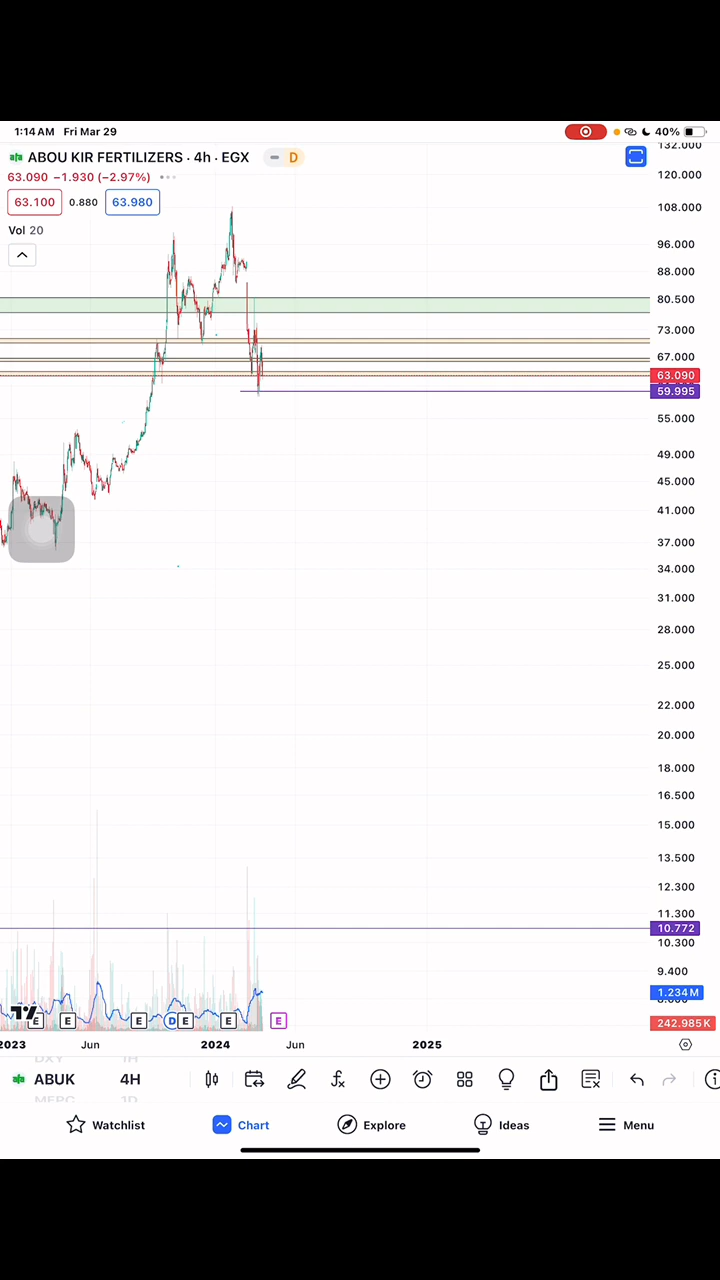 1:14 AM Fri Mar 29
40%
ABOU KIR FERTILIZERS · 4h · EGX
D
63.090 −1.930 (−2.97%)
63.100 0.880 63.980
Vol 20
132.000
120.000
108.000
96.000
88.000
80.500
73.000
67.000
63.090
59.995
55.000
49.000
45.000
41.000
37.000
34.000
31.000
28.000
25.000
22.000
20.000
18.000
16.500
15.000
13.500
12.300
11.300
10.772
10.300
9.400
1.234M
242.985K
E E E D E E E
2023 Jun 2024 Jun 2025
DXY 1H
ABUK 4H
MFPC 1D
Watchlist Chart Explore Ideas Menu